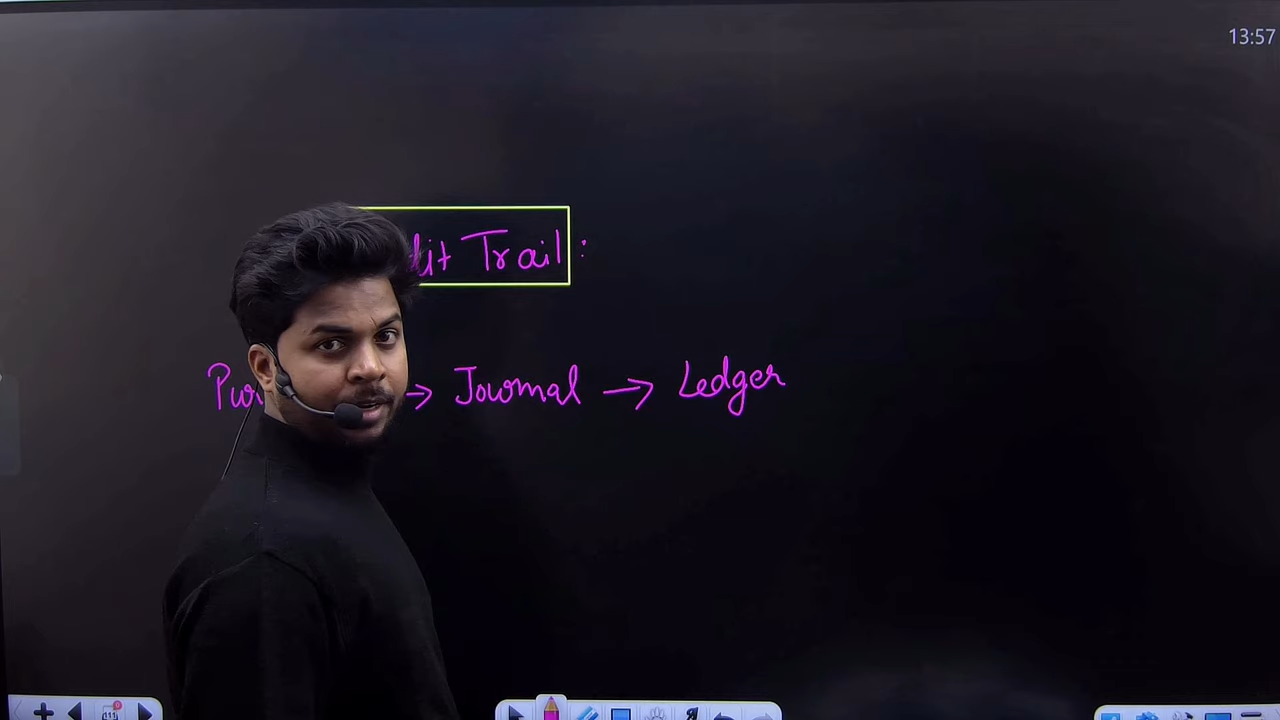 13:57
Trail :
→ Journal → Ledger